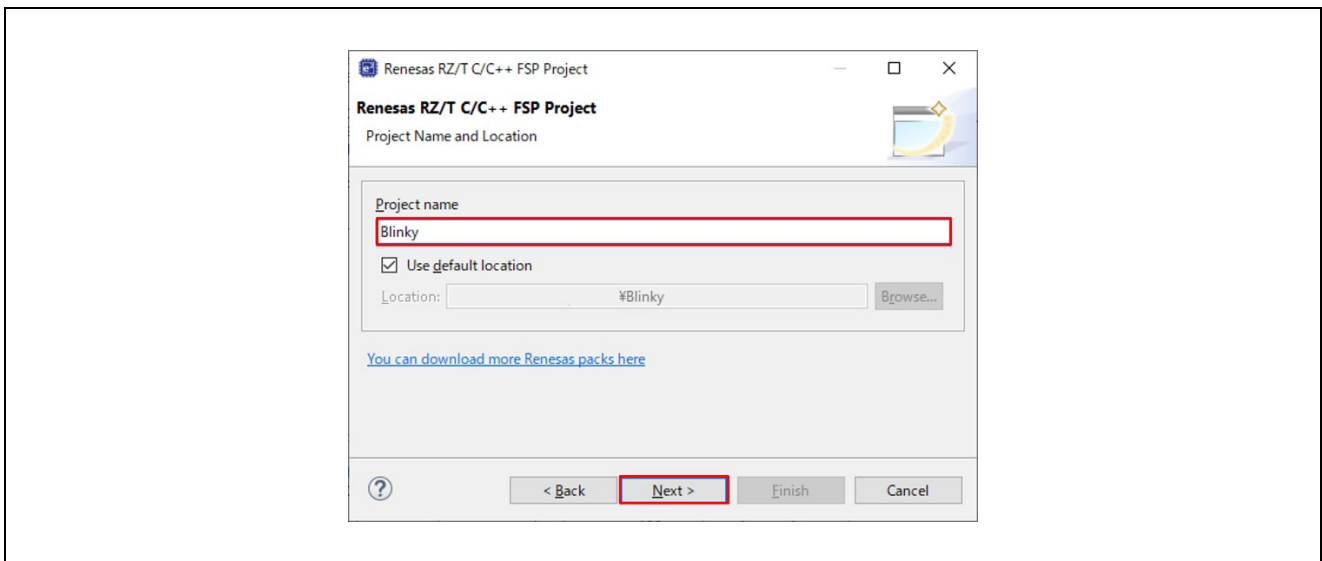 Renesas RZ/T C/C++ FSP Project
Renesas RZ/T C/C++ FSP Project
Project Name and Location
Project name
Blinky
Use default location
Location: ¥Blinky Browse...
You can download more Renesas packs here
? < Back Next > Finish Cancel